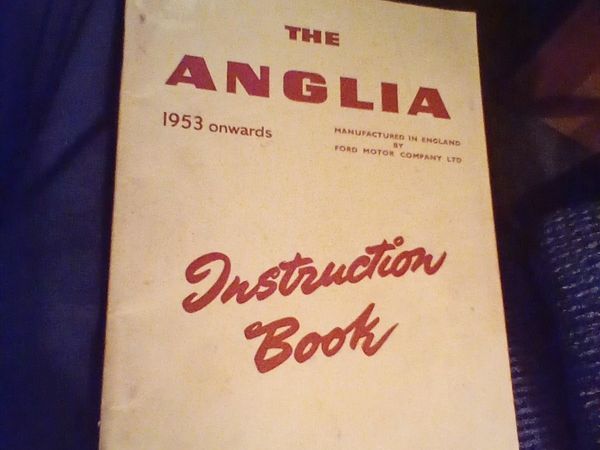 THE
ANGLIA
1953 onwards
MANUFACTURED IN ENGLAND
BY
FORD MOTOR COMPANY LTD
Instruction
Book